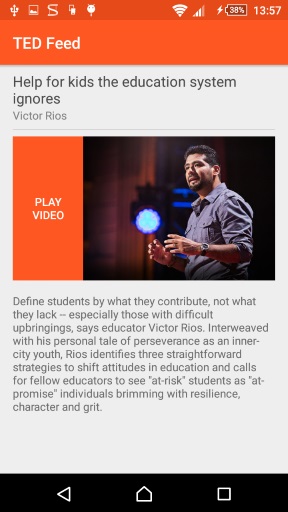 38%
13:57
TED Feed
Help for kids the education system
ignores
Victor Rios
PLAY
VIDEO
Define students by what they contribute, not what
they lack -- especially those with difficult
upbringings, says educator Victor Rios. Interweaved
with his personal tale of perseverance as an inner-
city youth, Rios identifies three straightforward
strategies to shift attitudes in education and calls
for fellow educators to see "at-risk" students as "at-
promise" individuals brimming with resilience,
character and grit.